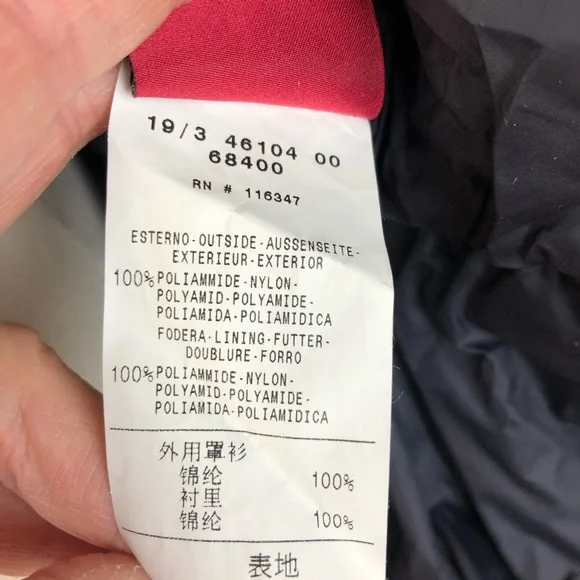 19/3 46104 00
68400
RN # 116347
ESTERNO-OUTSIDE-AUSSENSEITE-
EXTERIEUR-EXTERIOR
100% POLIAMMIDE-NYLON-
POLYAMID-POLYAMIDE-
POLIAMIDA-POLIAMIDICA
FODERA-LINING-FUTTER-
DOUBLURE-FORRO
100% POLIAMMIDE-NYLON-
POLYAMID-POLYAMIDE-
POLIAMIDA-POLIAMIDICA
外用罩衫
锦纶 100%
衬里
锦纶 100%
表地